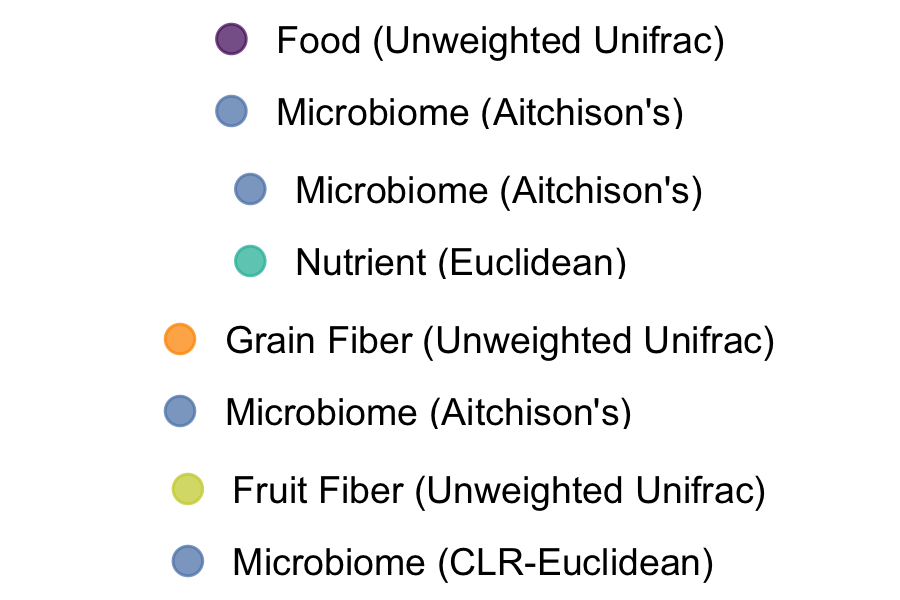 Food (Unweighted Unifrac)
Microbiome (Aitchison's)
Microbiome (Aitchison's)
Nutrient (Euclidean)
Grain Fiber (Unweighted Unifrac)
Microbiome (Aitchison's)
Fruit Fiber (Unweighted Unifrac)
Microbiome (CLR-Euclidean)